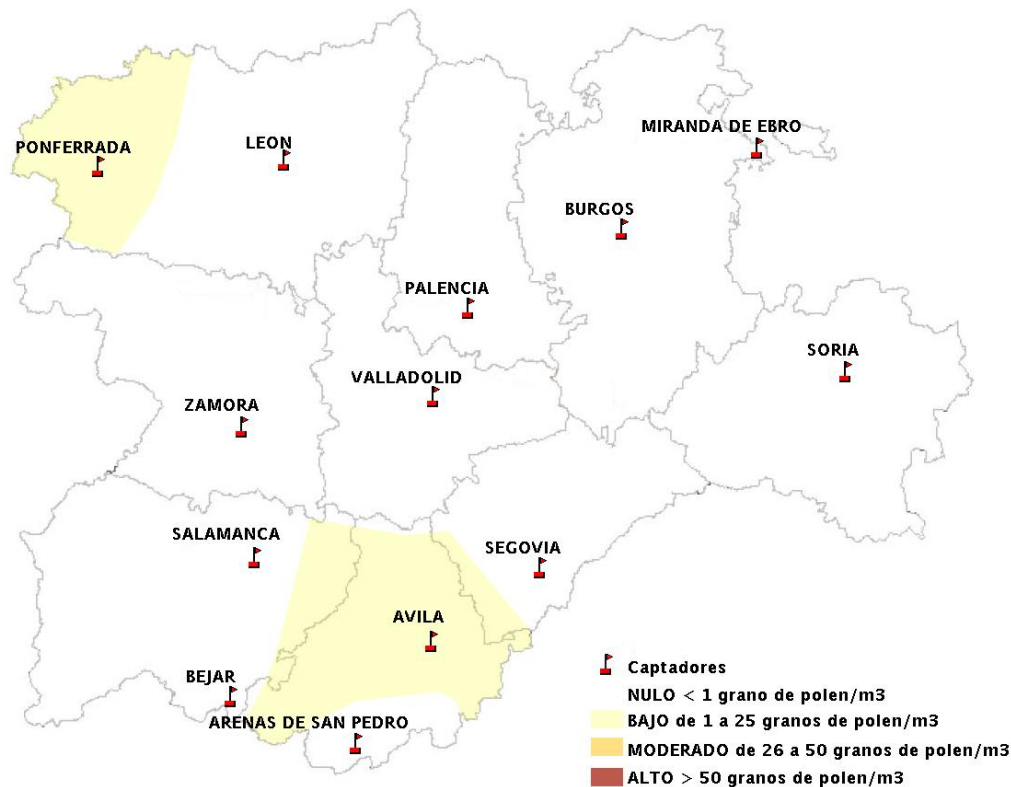 MIRANDA DE EBRO
PONFERRADA
LEON
BURGOS
PALENCIA
SORIA
VALLADOLID
ZAMORA
SALAMANCA
SEGOVIA
AVILA
BEJAR
ARENAS DE SAN PEDRO
Captadores
NULO < 1 grano de polen/m3
BAJO de 1 a 25 granos de polen/m3
MODERADO de 26 a 50 granos de polen/m3
ALTO > 50 granos de polen/m3